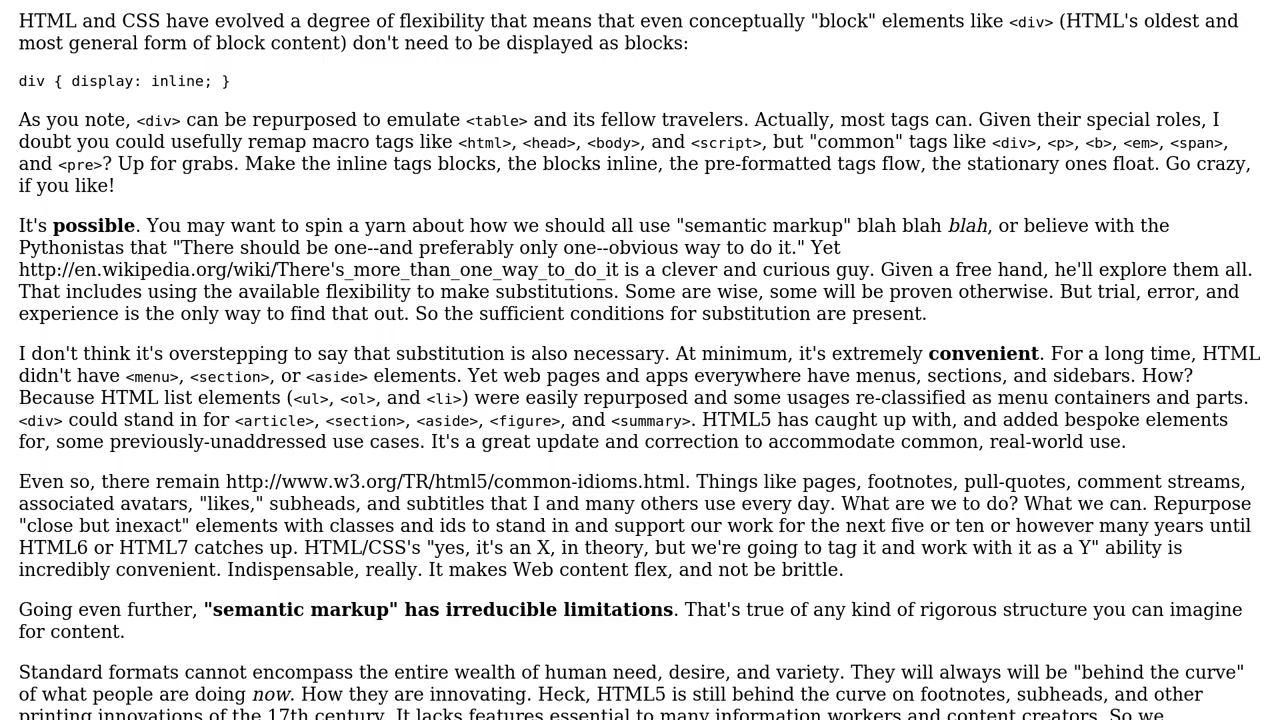 HTML and CSS have evolved a degree of flexibility that means that even conceptually "block" elements like <div> (HTML's oldest and
most general form of block content) don't need to be displayed as blocks:
div { display: inline; }
As you note, <div> can be repurposed to emulate <table> and its fellow travelers. Actually, most tags can. Given their special roles, I
doubt you could usefully remap macro tags like <html>, <head>, <body>, and <script>, but "common" tags like <div>, <p>, <b>, <em>, <span>,
and <pre>? Up for grabs. Make the inline tags blocks, the blocks inline, the pre-formatted tags flow, the stationary ones float. Go crazy,
if you like!
It's possible. You may want to spin a yarn about how we should all use "semantic markup" blah blah blah, or believe with the
Pythonistas that "There should be one--and preferably only one--obvious way to do it." Yet
http://en.wikipedia.org/wiki/There's_more_than_one_way_to_do_it is a clever and curious guy. Given a free hand, he'll explore them all.
That includes using the available flexibility to make substitutions. Some are wise, some will be proven otherwise. But trial, error, and
experience is the only way to find that out. So the sufficient conditions for substitution are present.
I don't think it's overstepping to say that substitution is also necessary. At minimum, it's extremely convenient. For a long time, HTML
didn't have <menu>, <section>, or <aside> elements. Yet web pages and apps everywhere have menus, sections, and sidebars. How?
Because HTML list elements (<ul>, <ol>, and <li>) were easily repurposed and some usages re-classified as menu containers and parts.
<div> could stand in for <article>, <section>, <aside>, <figure>, and <summary>. HTML5 has caught up with, and added bespoke elements
for, some previously-unaddressed use cases. It's a great update and correction to accommodate common, real-world use.
Even so, there remain http://www.w3.org/TR/html5/common-idioms.html. Things like pages, footnotes, pull-quotes, comment streams,
associated avatars, "likes," subheads, and subtitles that I and many others use every day. What are we to do? What we can. Repurpose
"close but inexact" elements with classes and ids to stand in and support our work for the next five or ten or however many years until
HTML6 or HTML7 catches up. HTML/CSS's "yes, it's an X, in theory, but we're going to tag it and work with it as a Y" ability is
incredibly convenient. Indispensable, really. It makes Web content flex, and not be brittle.
Going even further, "semantic markup" has irreducible limitations. That's true of any kind of rigorous structure you can imagine
for content.
Standard formats cannot encompass the entire wealth of human need, desire, and variety. They will always will be "behind the curve"
of what people are doing now. How they are innovating. Heck, HTML5 is still behind the curve on footnotes, subheads, and other
printing innovations of the 17th century. It lacks features essential to many information workers and content creators. So we